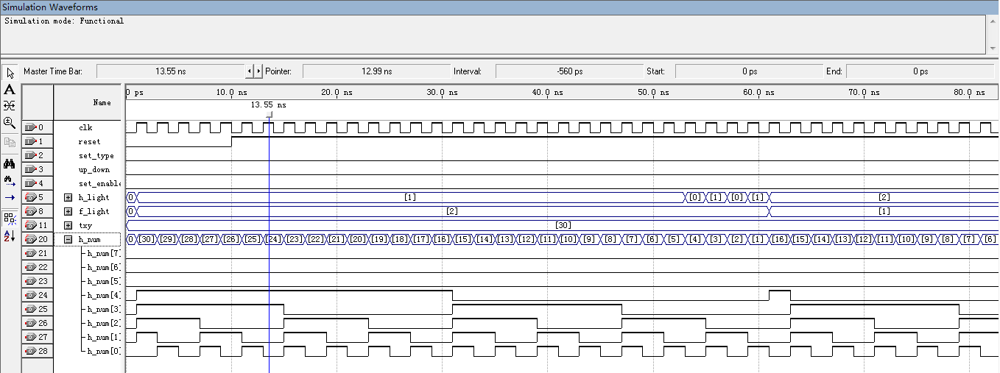 Simulation Waveforms
Simulation mode: Functional
Master Time Bar: 13.55 ns Pointer: 12.99 ns Interval: -560 ps Start: 0 ps End: 0 ps
Name
0 ps 10.0 ns 20.0 ns 30.0 ns 40.0 ns 50.0 ns 60.0 ns 70.0 ns 80.0 ns
13.55 ns
0 clk
1 reset
2 set_type
3 up_down
4 set_enable
5 h_light [0] [1] [0] [1] [0] [1] [2]
8 f_light [0] [2] [1]
11 txy [30]
20 h_num [0] [30] [29] [28] [27] [26] [25] [24] [23] [22] [21] [20] [19] [18] [17] [16] [15] [14] [13] [12] [11] [10] [9] [8] [7] [6] [5] [4] [3] [2] [1] [16] [15] [14] [13] [12] [11] [10] [9] [8] [7] [6]
21 h_num[7]
22 h_num[6]
23 h_num[5]
24 h_num[4]
25 h_num[3]
26 h_num[2]
27 h_num[1]
28 h_num[0]